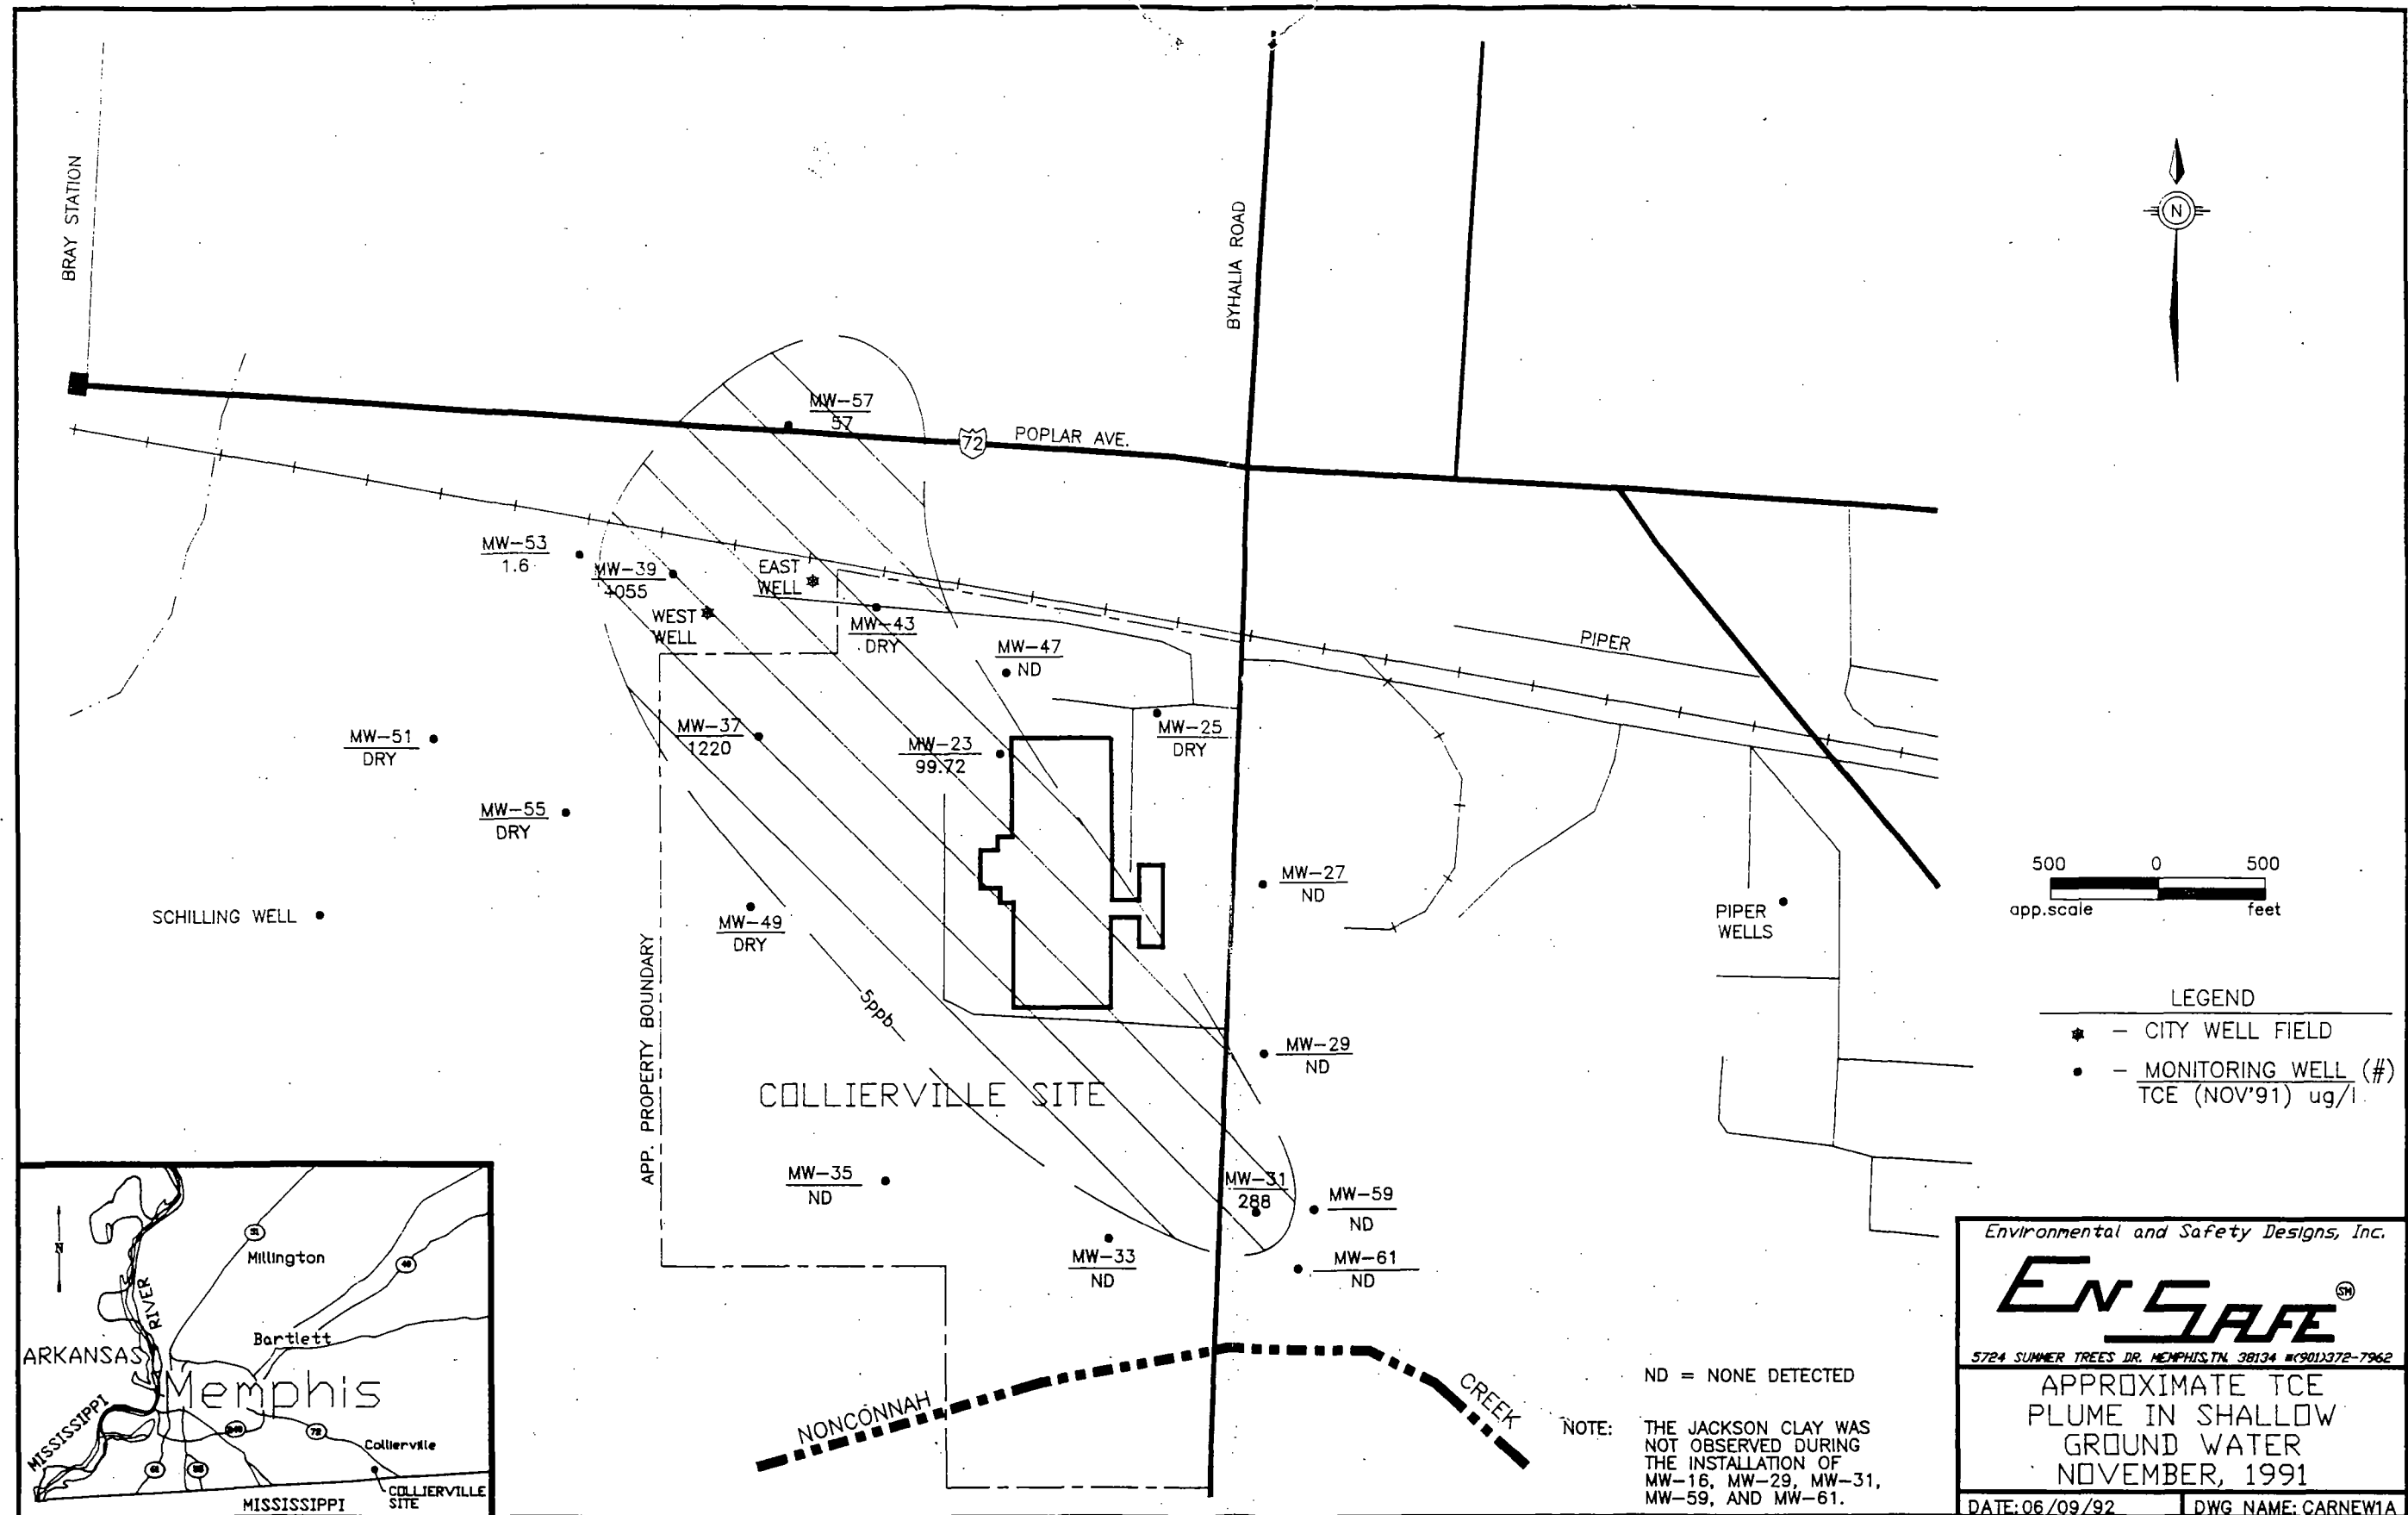 BRAY STATION
BYHALIA ROAD
N
MW-57
57
72
POPLAR AVE.
MW-53
1.6
MW-39
4055
EAST
WELL
WEST
WELL
MW-43
DRY
MW-47
ND
PIPER
MW-51
DRY
MW-37
1220
MW-23
99.72
MW-25
DRY
MW-55
DRY
SCHILLING WELL
MW-49
DRY
MW-27
ND
PIPER
WELLS
500 0 500
app.scale feet
APP. PROPERTY BOUNDARY
5ppb
MW-29
ND
LEGEND
- CITY WELL FIELD
- MONITORING WELL (#)
TCE (NOV'91) ug/l
COLLIERVILLE SITE
MW-35
ND
MW-31
288
MW-59
ND
MW-33
ND
MW-61
ND
NONCONNAH
CREEK
ND = NONE DETECTED
NOTE: THE JACKSON CLAY WAS
NOT OBSERVED DURING
THE INSTALLATION OF
MW-16, MW-29, MW-31,
MW-59, AND MW-61.
N
51
Millington
40
RIVER
Bartlett
ARKANSAS
Memphis
MISSISSIPPI
240
72
Collierville
61
COLLIERVILLE
SITE
MISSISSIPPI
Environmental and Safety Designs, Inc.
EnSafe
SM
5724 SUMMER TREES DR. MEMPHIS,TN. 38134 (901)372-7962
APPROXIMATE TCE
PLUME IN SHALLOW
GROUND WATER
NOVEMBER, 1991
DATE: 06/09/92
DWG NAME: CARNEW1A